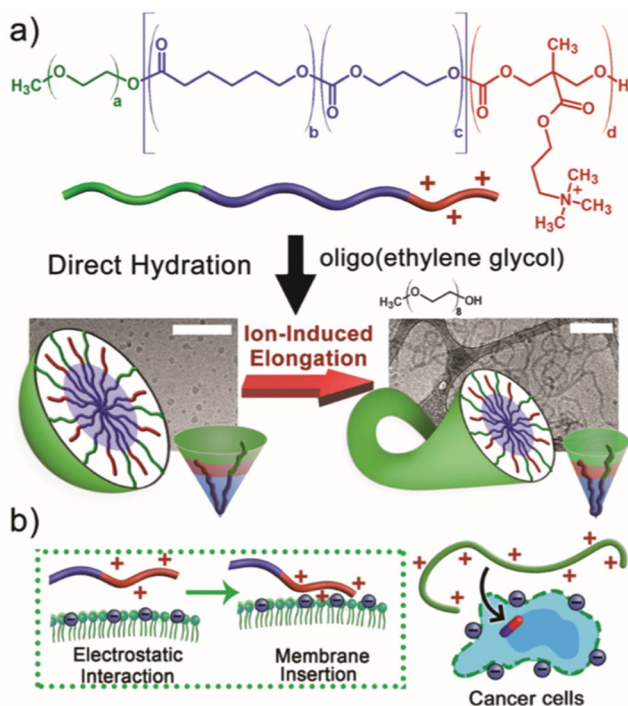 a)
O
O
O
O
CH₃
O
H₃C
O
a
O
b
O
O
c
O
O
d
H
O
O
CH₃
N⁺
CH₃
CH₃
+ + +
Direct Hydration
oligo(ethylene glycol)
H₃C
O
8
OH
Ion-Induced
Elongation
b)
+ + +
+ + +
+ + + + + +
− − − −
− − − −
− − − − − −
Electrostatic
Interaction
Membrane
Insertion
Cancer cells